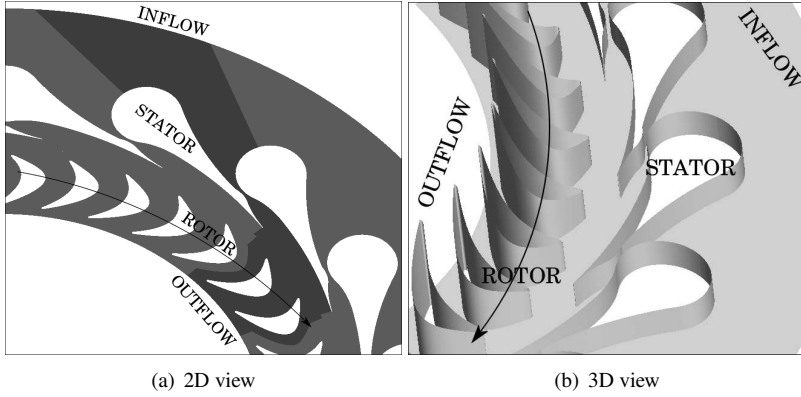 INFLOW
STATOR
ROTOR
OUTFLOW
INFLOW
OUTFLOW
STATOR
ROTOR
(a) 2D view
(b) 3D view